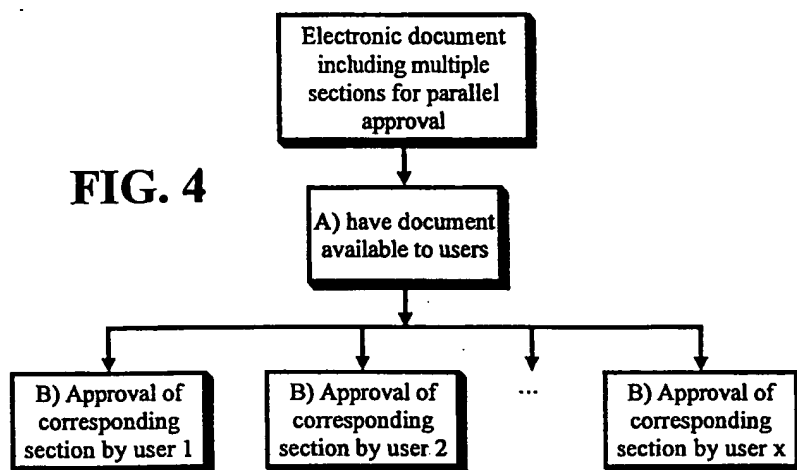 Electronic document
including multiple
sections for parallel
approval
FIG. 4
A) have document
available to users
B) Approval of
corresponding
section by user 1
B) Approval of
corresponding
section by user 2
...
B) Approval of
corresponding
section by user x